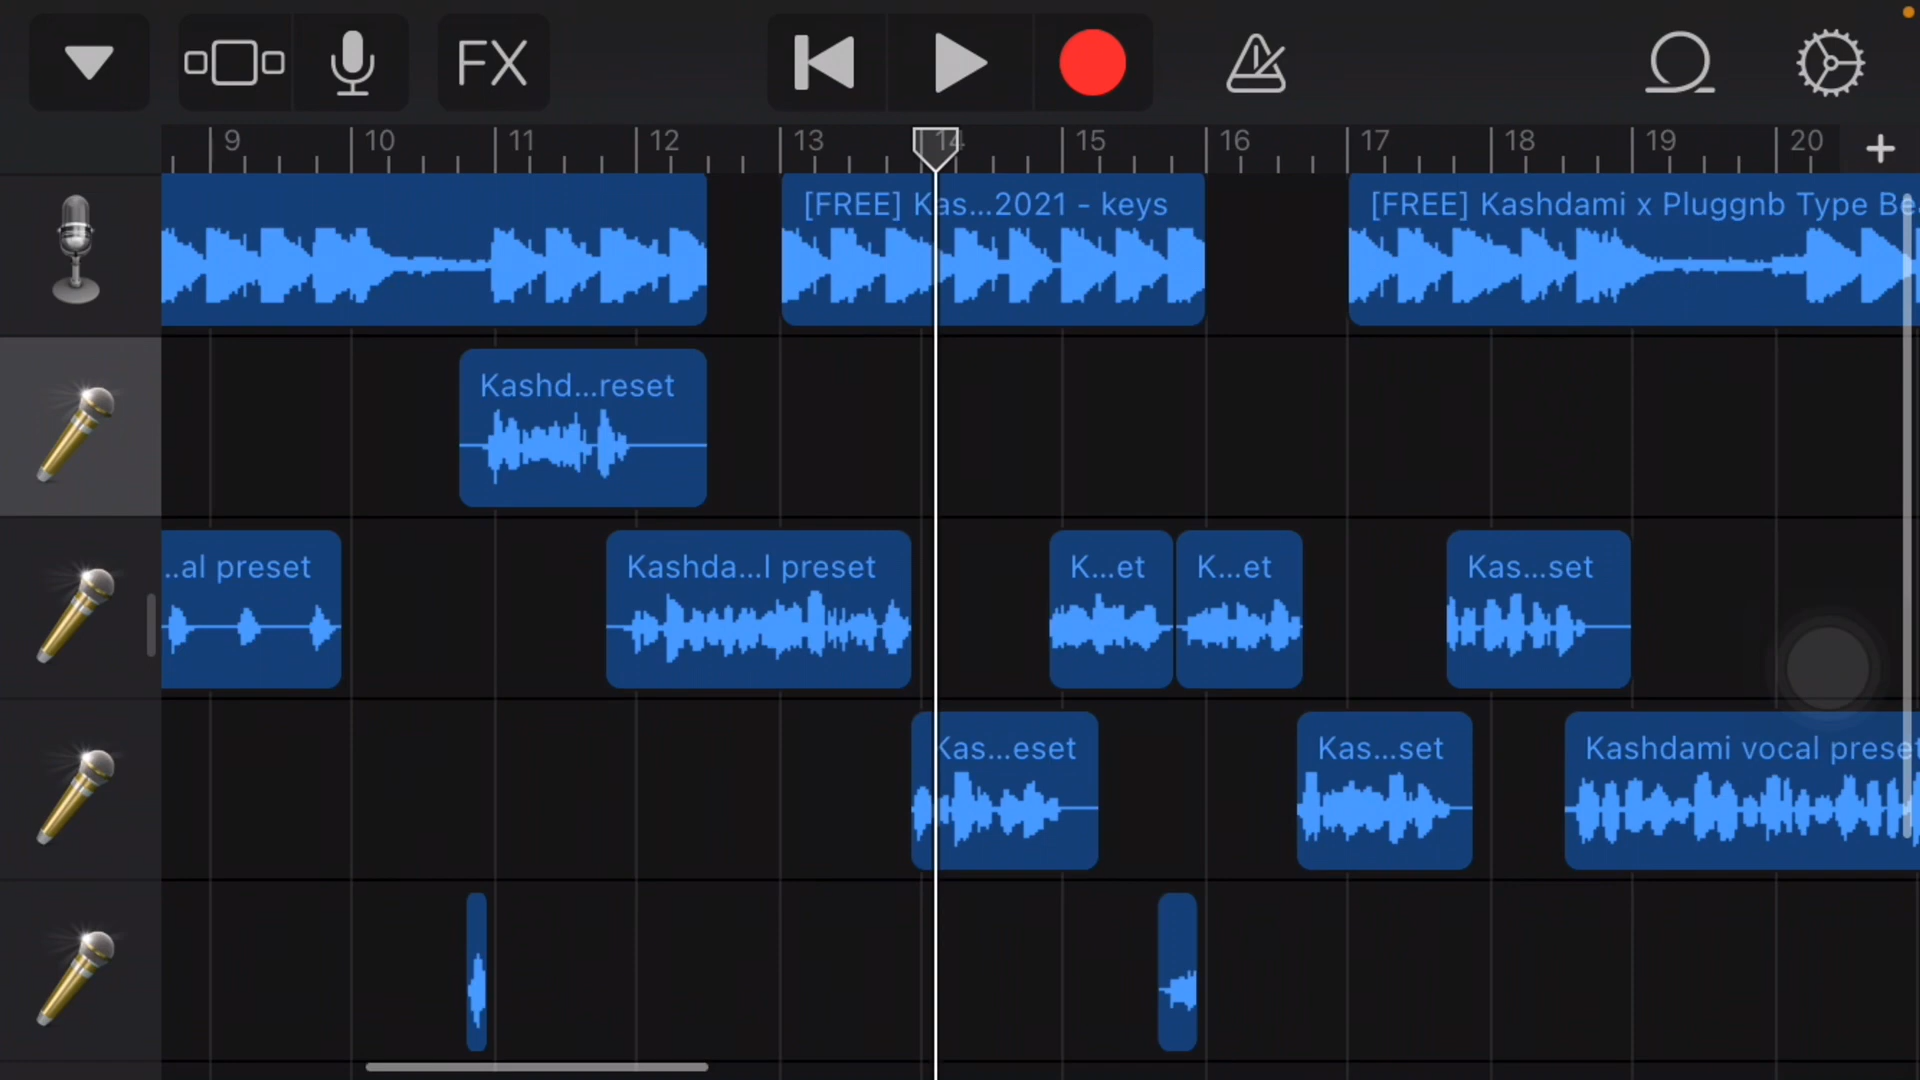 FX
9 10 11 12 13 14 15 16 17 18 19 20 +
[FREE] Kas...2021 - keys
[FREE] Kashdami x Pluggnb Type Be
Kashd...reset
..al preset
Kashda...l preset
K...et
K...et
Kas...set
Kas...eset
Kas...set
Kashdami vocal preset